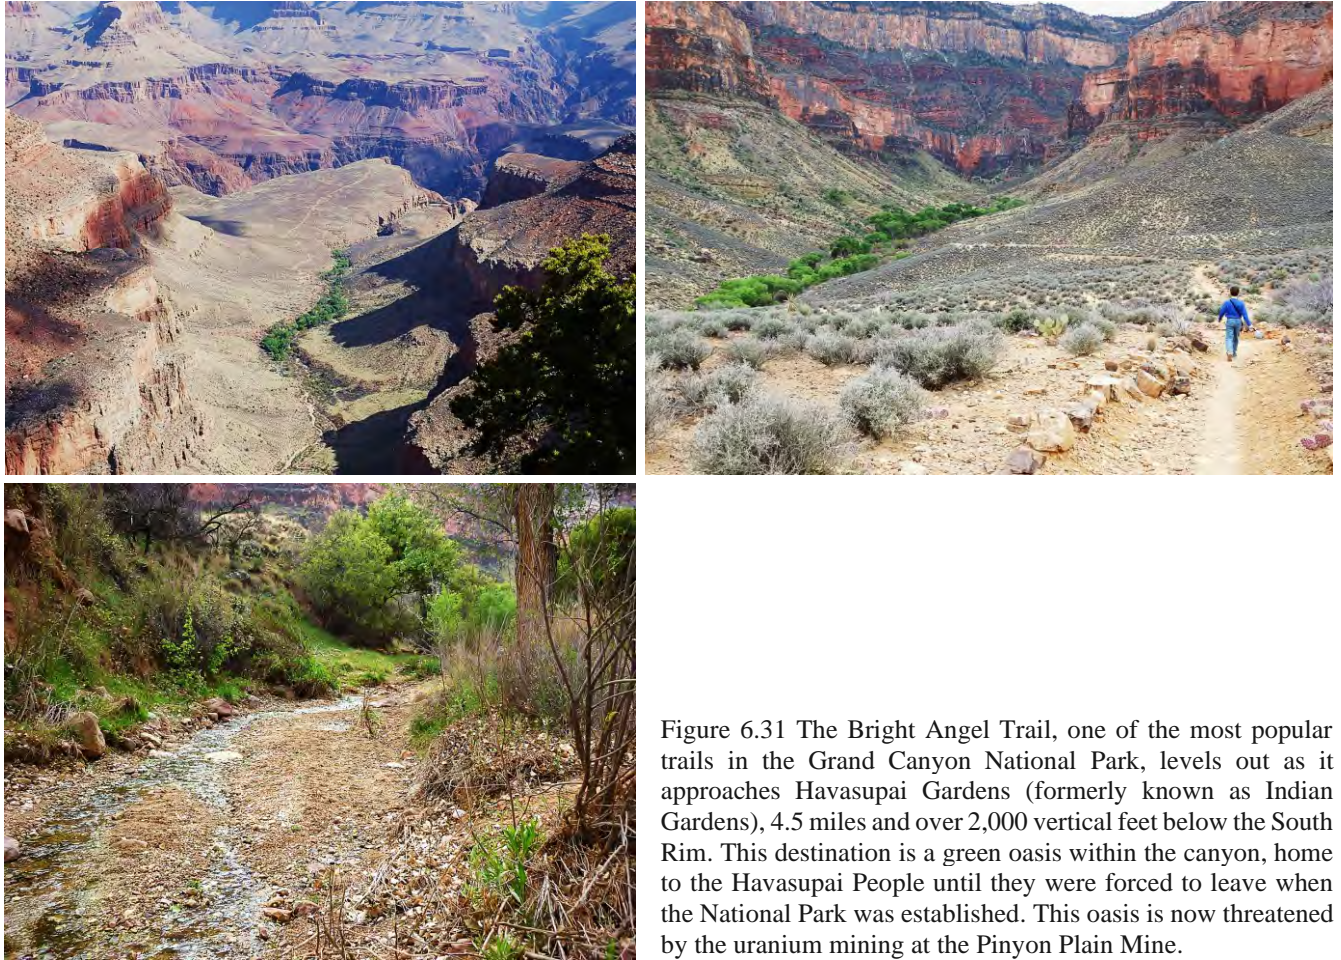 Figure 6.31 The Bright Angel Trail, one of the most popular
trails in the Grand Canyon National Park, levels out as it
approaches Havasupai Gardens (formerly known as Indian
Gardens), 4.5 miles and over 2,000 vertical feet below the South
Rim. This destination is a green oasis within the canyon, home
to the Havasupai People until they were forced to leave when
the National Park was established. This oasis is now threatened
by the uranium mining at the Pinyon Plain Mine.